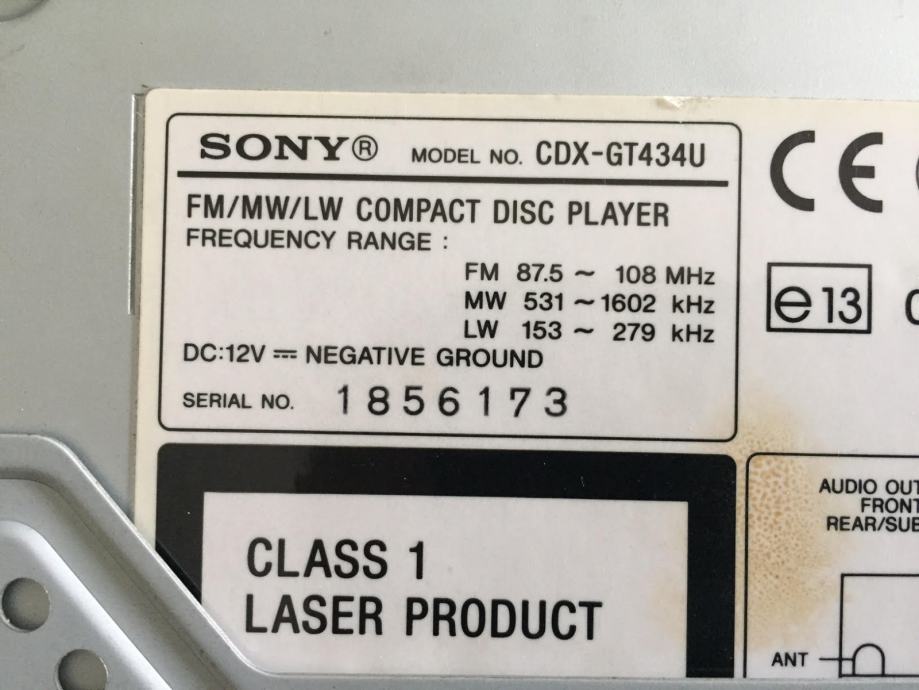 SONY® MODEL NO. CDX-GT434U
FM/MW/LW COMPACT DISC PLAYER
FREQUENCY RANGE :
FM 87.5 ~ 108 MHz
MW 531 ~ 1602 kHz
LW 153 ~ 279 kHz
DC:12V ⎓ NEGATIVE GROUND
SERIAL NO. 1856173
CE
e13
CLASS 1
LASER PRODUCT
AUDIO OUT
FRONT
REAR/SUB
ANT